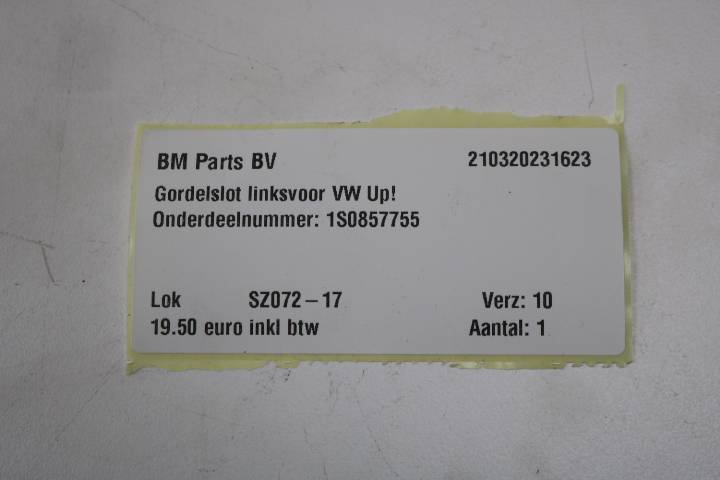 BM Parts BV 210320231623
Gordelslot linksvoor VW Up!
Onderdeelnummer: 1S0857755
Lok SZ072 – 17 Verz: 10
19.50 euro inkl btw Aantal: 1